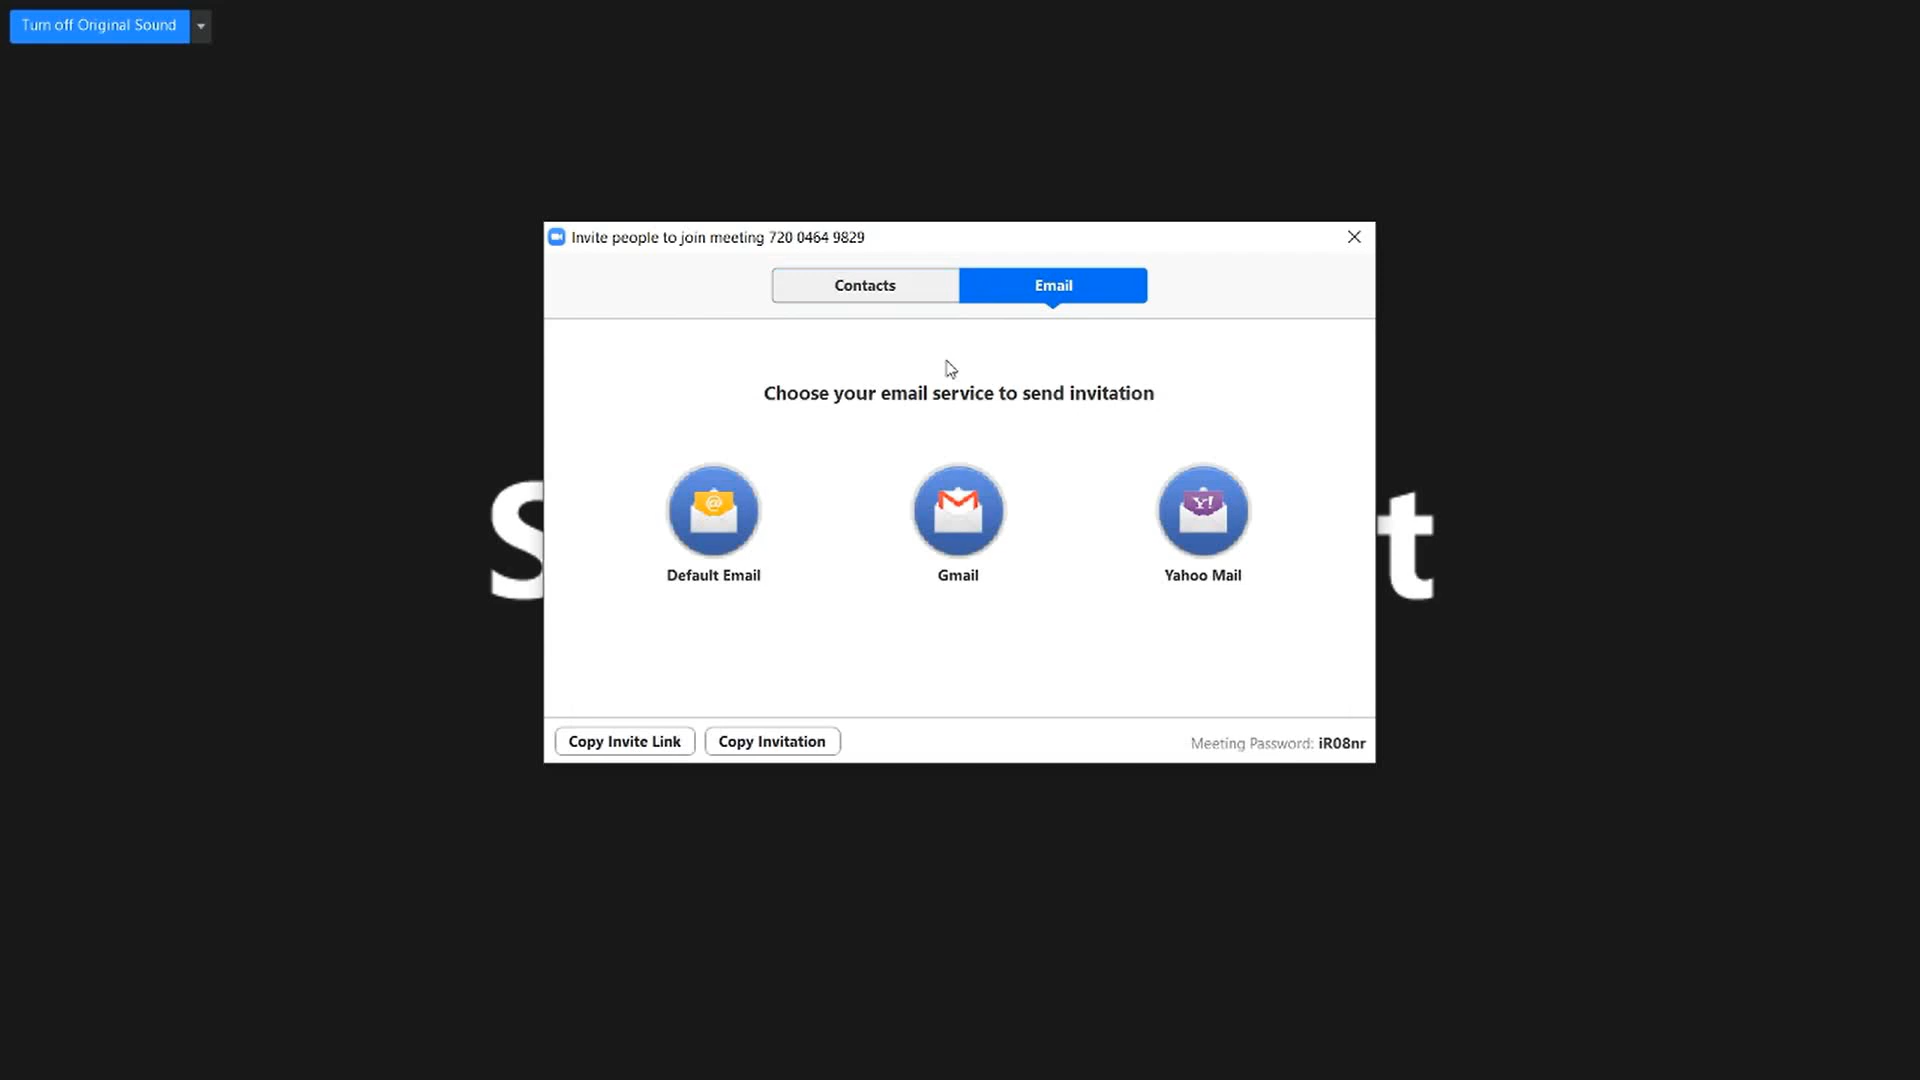 Turn off Original Sound
Invite people to join meeting 720 0464 9829
Contacts
Email
Choose your email service to send invitation
S
t
@
Y!
Default Email
Gmail
Yahoo Mail
Copy Invite Link
Copy Invitation
Meeting Password: iR08nr